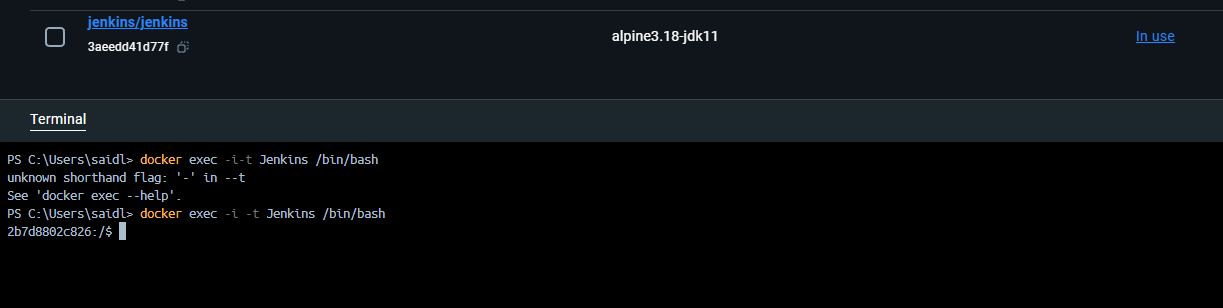 jenkins/jenkins
3aeedd41d77f
alpine3.18-jdk11
In use
Terminal
PS C:\Users\saidl> docker exec -i-t Jenkins /bin/bash
unknown shorthand flag: '-' in --t
See 'docker exec --help'.
PS C:\Users\saidl> docker exec -i -t Jenkins /bin/bash
2b7d8802c826:/$